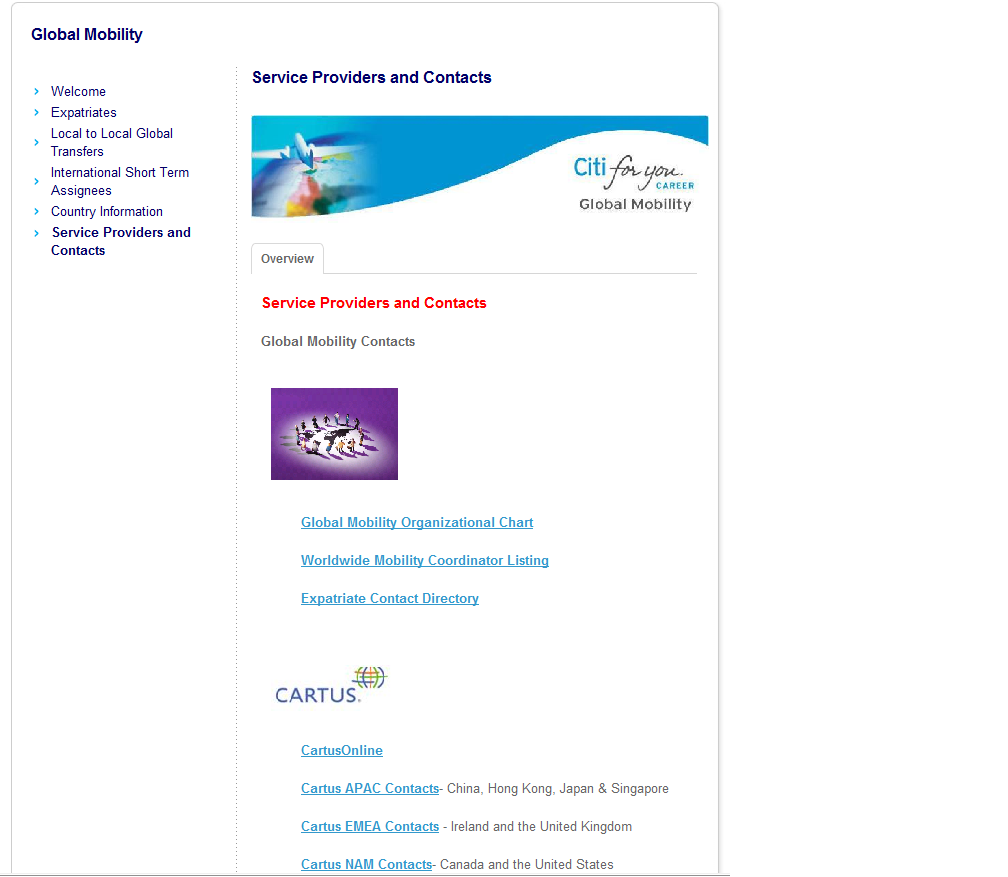 Global Mobility
Welcome
Expatriates
Local to Local Global
Transfers
International Short Term
Assignees
Country Information
Service Providers and
Contacts
Service Providers and Contacts
Citi for you.
CAREER
Global Mobility
Overview
Service Providers and Contacts
Global Mobility Contacts
Global Mobility Organizational Chart
Worldwide Mobility Coordinator Listing
Expatriate Contact Directory
CARTUS.
CartusOnline
Cartus APAC Contacts- China, Hong Kong, Japan & Singapore
Cartus EMEA Contacts - Ireland and the United Kingdom
Cartus NAM Contacts- Canada and the United States